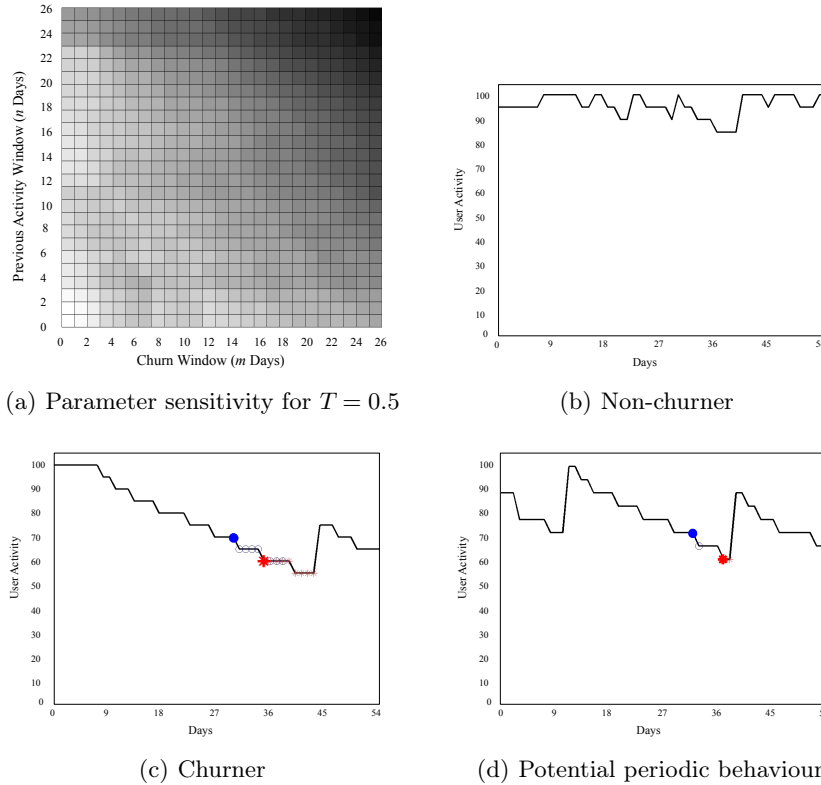 26
24
22
20
18
16
14
12
10
8
6
4
2
0
Previous Activity Window (n Days)
0 2 4 6 8 10 12 14 16 18 20 22 24 26
Churn Window (m Days)
(a) Parameter sensitivity for T = 0.5
100
90
80
70
60
50
40
30
20
10
0
User Activity
0 9 18 27 36 45
Days
(b) Non-churner
100
90
80
70
60
50
40
30
20
10
0
User Activity
0 9 18 27 36 45 54
Days
(c) Churner
100
90
80
70
60
50
40
30
20
10
0
User Activity
0 9 18 27 36 45
Days
(d) Potential periodic behaviour